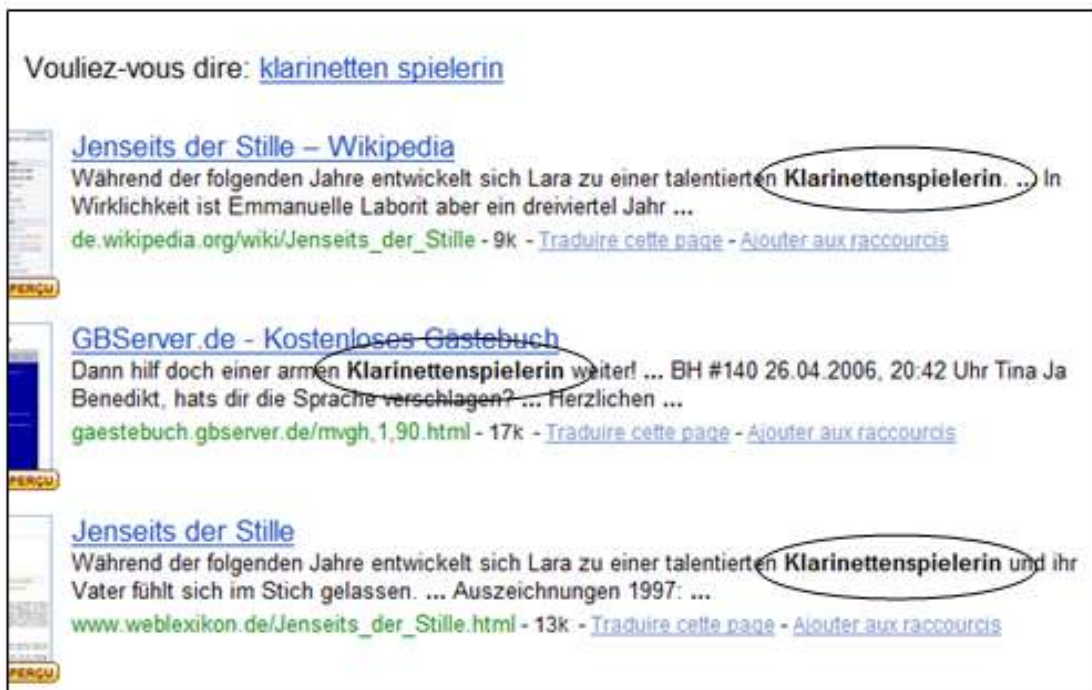 Vouliez-vous dire: klarinetten spielerin
Jenseits der Stille – Wikipedia
Während der folgenden Jahre entwickelt sich Lara zu einer talentierten Klarinettenspielerin. ... In
Wirklichkeit ist Emmanuelle Laborit aber ein dreiviertel Jahr ...
de.wikipedia.org/wiki/Jenseits_der_Stille - 9k - Traduire cette page - Ajouter aux raccourcis
GBServer.de - Kostenloses Gästebuch
Dann hilf doch einer armen Klarinettenspielerin weiter! ... BH #140 26.04.2006, 20:42 Uhr Tina Ja
Benedikt, hats dir die Sprache verschlagen? ... Herzlichen ...
gaestebuch.gbserver.de/mvgh,1,90.html - 17k - Traduire cette page - Ajouter aux raccourcis
Jenseits der Stille
Während der folgenden Jahre entwickelt sich Lara zu einer talentierten Klarinettenspielerin und ihr
Vater fühlt sich im Stich gelassen. ... Auszeichnungen 1997: ...
www.weblexikon.de/Jenseits_der_Stille.html - 13k - Traduire cette page - Ajouter aux raccourcis